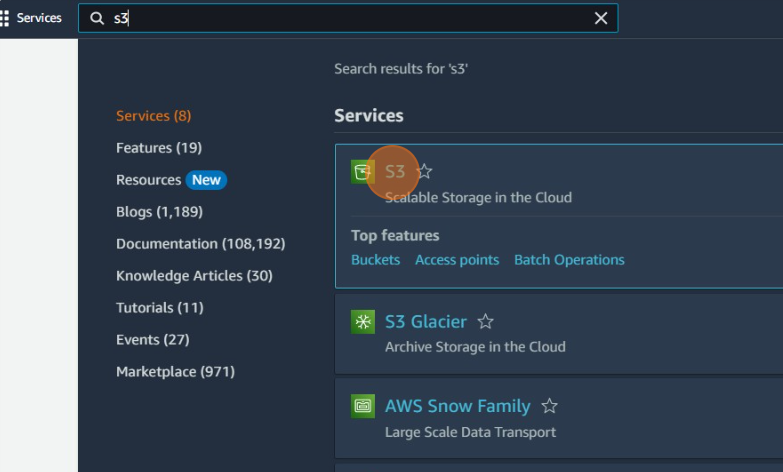 Services
s3
Search results for 's3'
Services (8)
Features (19)
Resources New
Blogs (1,189)
Documentation (108,192)
Knowledge Articles (30)
Tutorials (11)
Events (27)
Marketplace (971)
Services
S3
Scalable Storage in the Cloud
Top features
Buckets Access points Batch Operations
S3 Glacier
Archive Storage in the Cloud
AWS Snow Family
Large Scale Data Transport